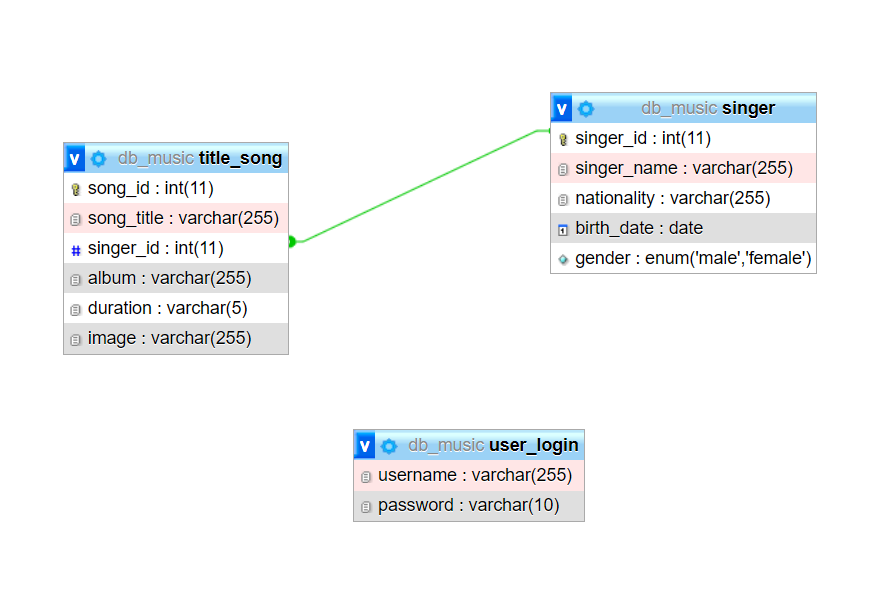 v db_music title_song
song_id : int(11)
song_title : varchar(255)
# singer_id : int(11)
album : varchar(255)
duration : varchar(5)
image : varchar(255)
v db_music singer
singer_id : int(11)
singer_name : varchar(255)
nationality : varchar(255)
birth_date : date
gender : enum('male','female')
v db_music user_login
username : varchar(255)
password : varchar(10)